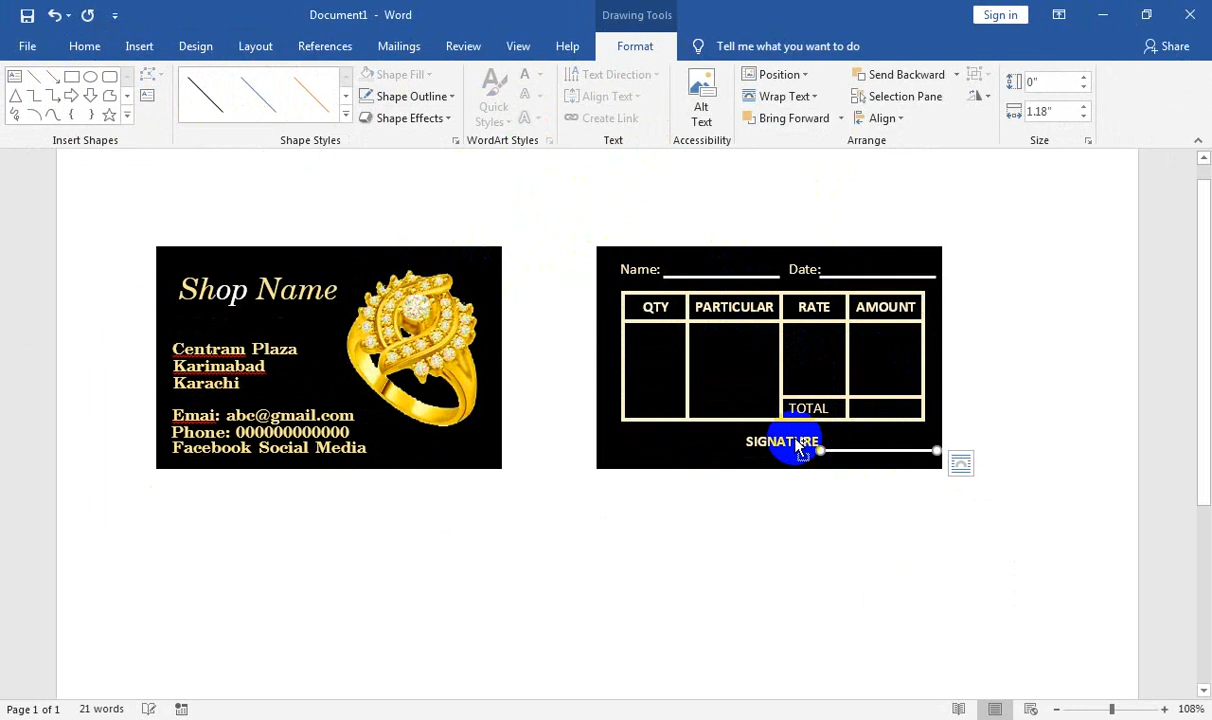 Document1 - Word
Drawing Tools
Sign in
File Home Insert Design Layout References Mailings Review View Help Format Tell me what you want to do Share
Shape Fill
Shape Outline
Shape Effects
Quick
Styles
Text Direction
Align Text
Create Link
Alt
Text
Position
Wrap Text
Bring Forward
Send Backward
Selection Pane
Align
0"
1.18"
Insert Shapes Shape Styles WordArt Styles Text Accessibility Arrange Size
Shop Name
Centram Plaza
Karimabad
Karachi
Emai: abc@gmail.com
Phone: 000000000000
Facebook Social Media
Name: Date:
QTY PARTICULAR RATE AMOUNT
TOTAL
SIGNATURE
Page 1 of 1 21 words 108%